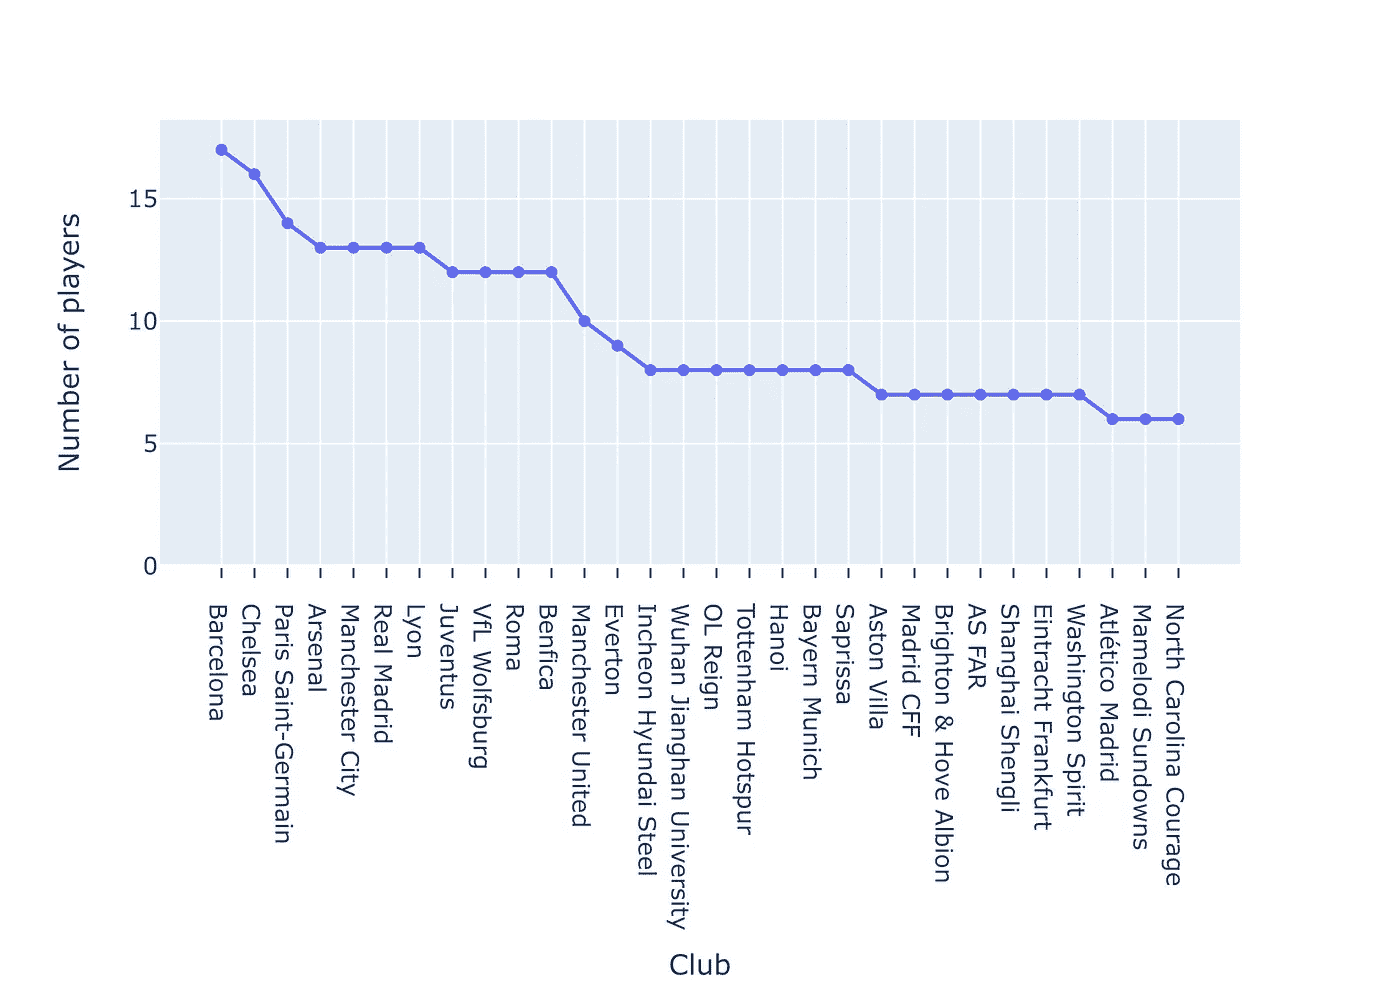 Number of players
15
10
5
0
Barcelona
Chelsea
Paris Saint-Germain
Arsenal
Manchester City
Real Madrid
Lyon
Juventus
VfL Wolfsburg
Roma
Benfica
Manchester United
Everton
Incheon Hyundai Steel
Wuhan Jianghan University
OL Reign
Tottenham Hotspur
Hanoi
Bayern Munich
Saprissa
Aston Villa
Madrid CFF
Brighton & Hove Albion
AS FAR
Shanghai Shengli
Eintracht Frankfurt
Washington Spirit
Atlético Madrid
Mamelodi Sundowns
North Carolina Courage
Club